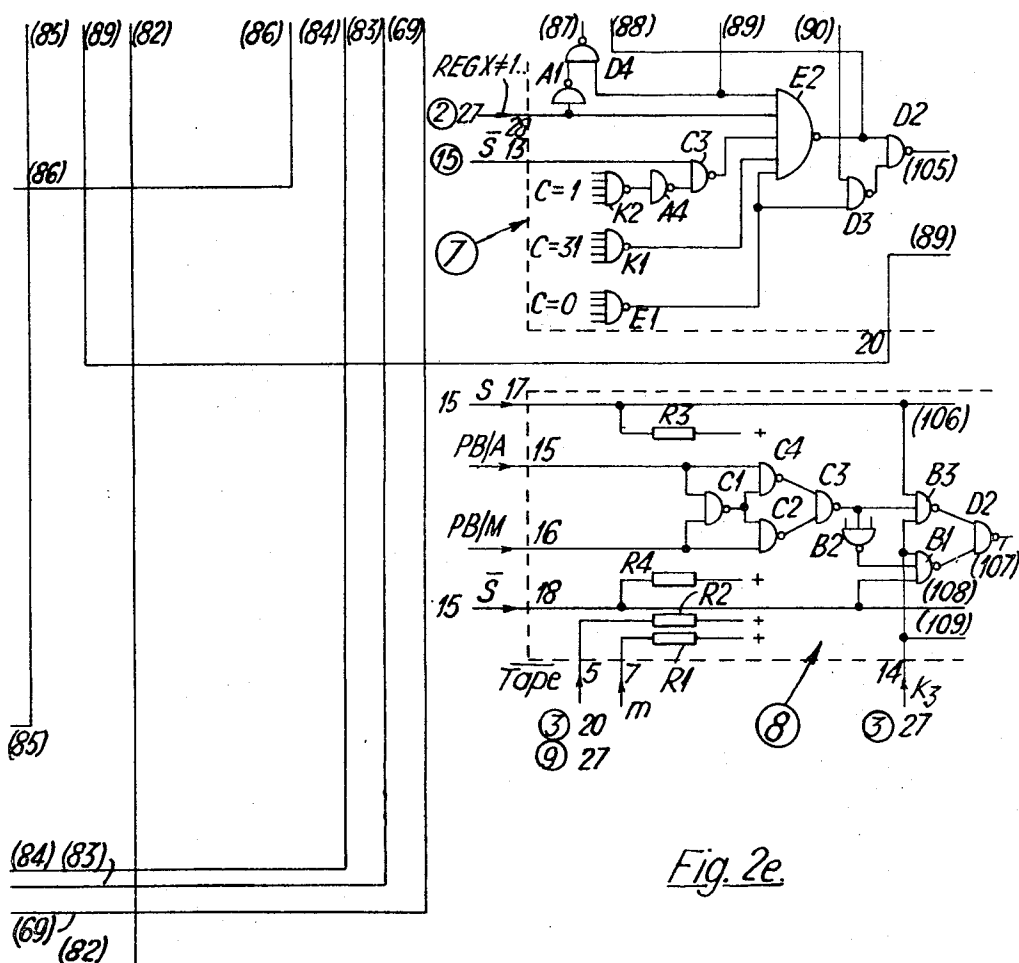 (85) (89) (82) (86) (84) (83) (69) (87) (88) (89) (90)
REG X≠1..
A1 D4 E2
② 27 28
D2
⑮ S̅ 13 C3
(105)
(86)
C=1 K2 A4 D3
⑦ C=31 K1 (89)
C=0 E1
20
15 S 17 (106)
R3 +
PB/A 15 C4
C1 C3 B3
C2 D2
PB/M 16 B2 B1
(107)
R4 + (108)
15 S̅ 18 R2 (109)
+
+
T̅a̅p̅e̅ 5 7 R1 14 K3
m ⑧
③ 20 ③ 27
⑨ 27
(85)
(84) (83)
Fig. 2e.
(69)
(82)